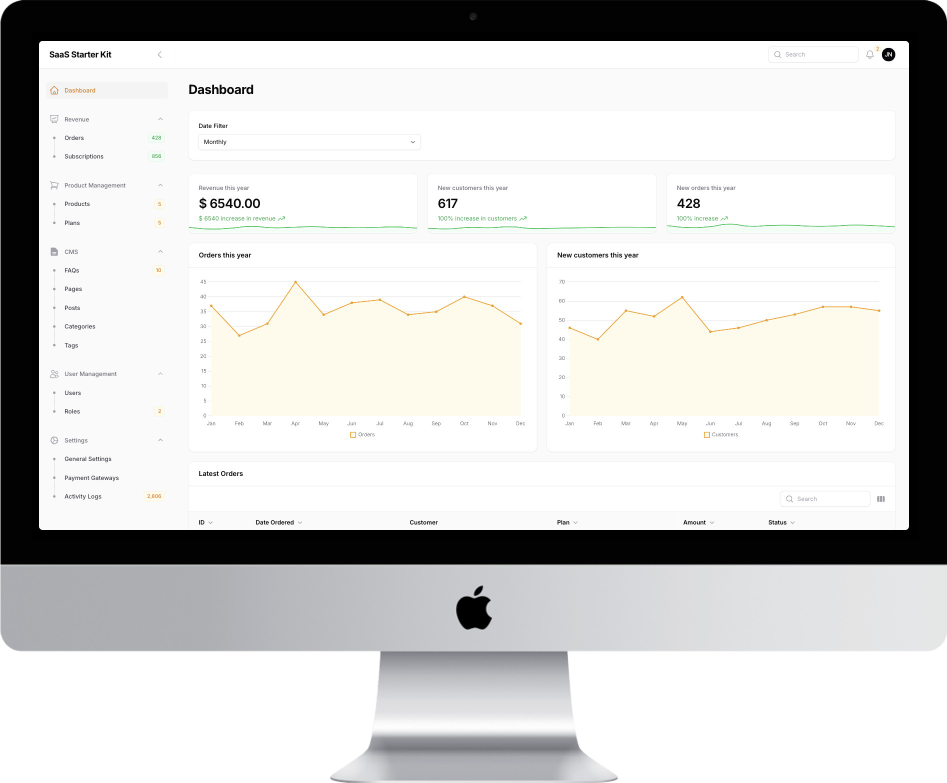 SaaS Starter Kit
Search
2
JN
Dashboard
Revenue
Orders 428
Subscriptions 856
Product Management
Products 5
Plans 5
CMS
FAQs 10
Pages
Posts
Categories
Tags
User Management
Users
Roles 2
Settings
General Settings
Payment Gateways
Activity Logs 2,806
Dashboard
Date Filter
Monthly
Revenue this year
$ 6540.00
$ 6540 increase in revenue
New customers this year
617
100% increase in customers
New orders this year
428
100% increase
Orders this year
45
40
35
30
25
20
15
10
5
0
Jan Feb Mar Apr May Jun Jul Aug Sep Oct Nov Dec
Orders
New customers this year
70
60
50
40
30
20
10
0
Jan Feb Mar Apr May Jun Jul Aug Sep Oct Nov Dec
Customers
Latest Orders
Search
ID Date Ordered Customer Plan Amount Status